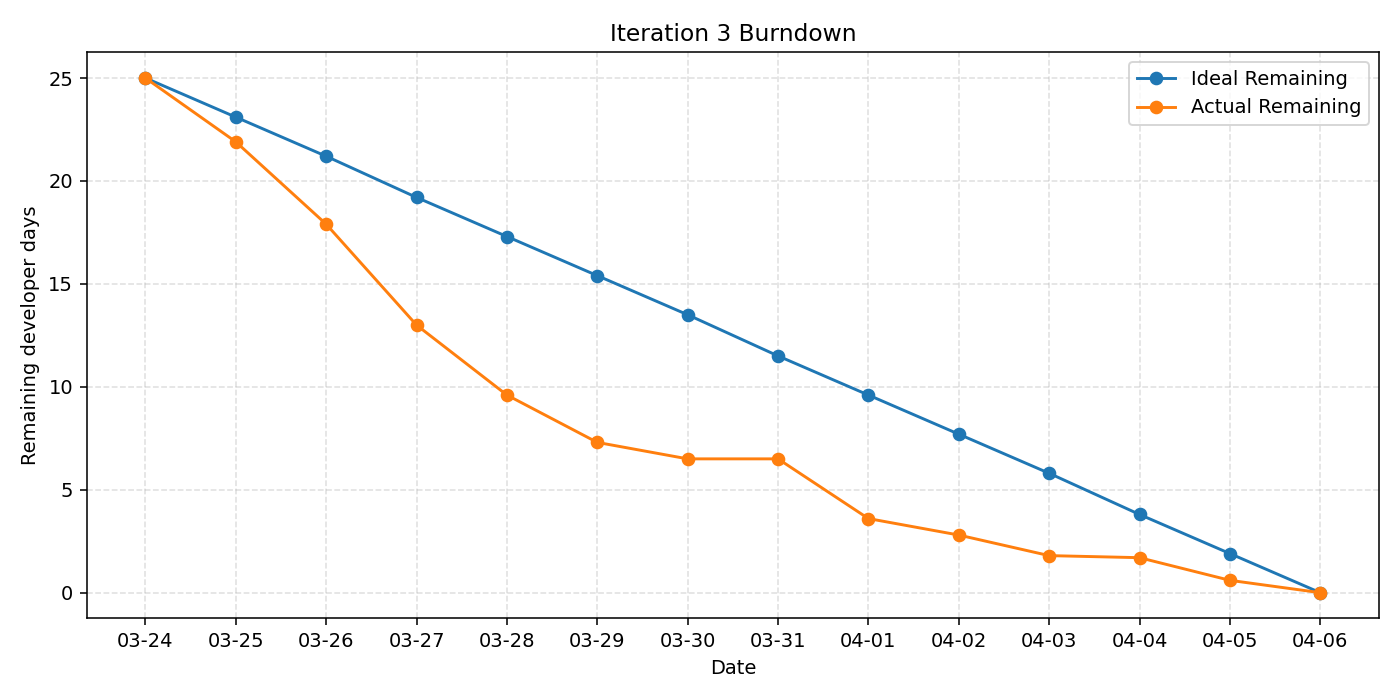 Iteration 3 Burndown
Ideal Remaining
Actual Remaining
Remaining developer days
25
20
15
10
5
0
03-24 03-25 03-26 03-27 03-28 03-29 03-30 03-31 04-01 04-02 04-03 04-04 04-05 04-06
Date